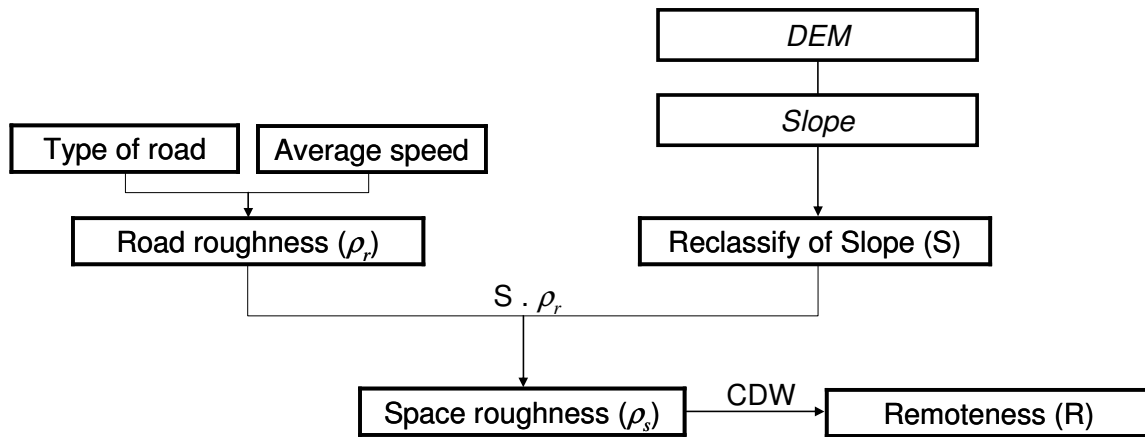 DEM
Slope
Type of road
Average speed
Road roughness (ρr)
Reclassify of Slope (S)
S . ρr
Space roughness (ρs)
CDW
Remoteness (R)